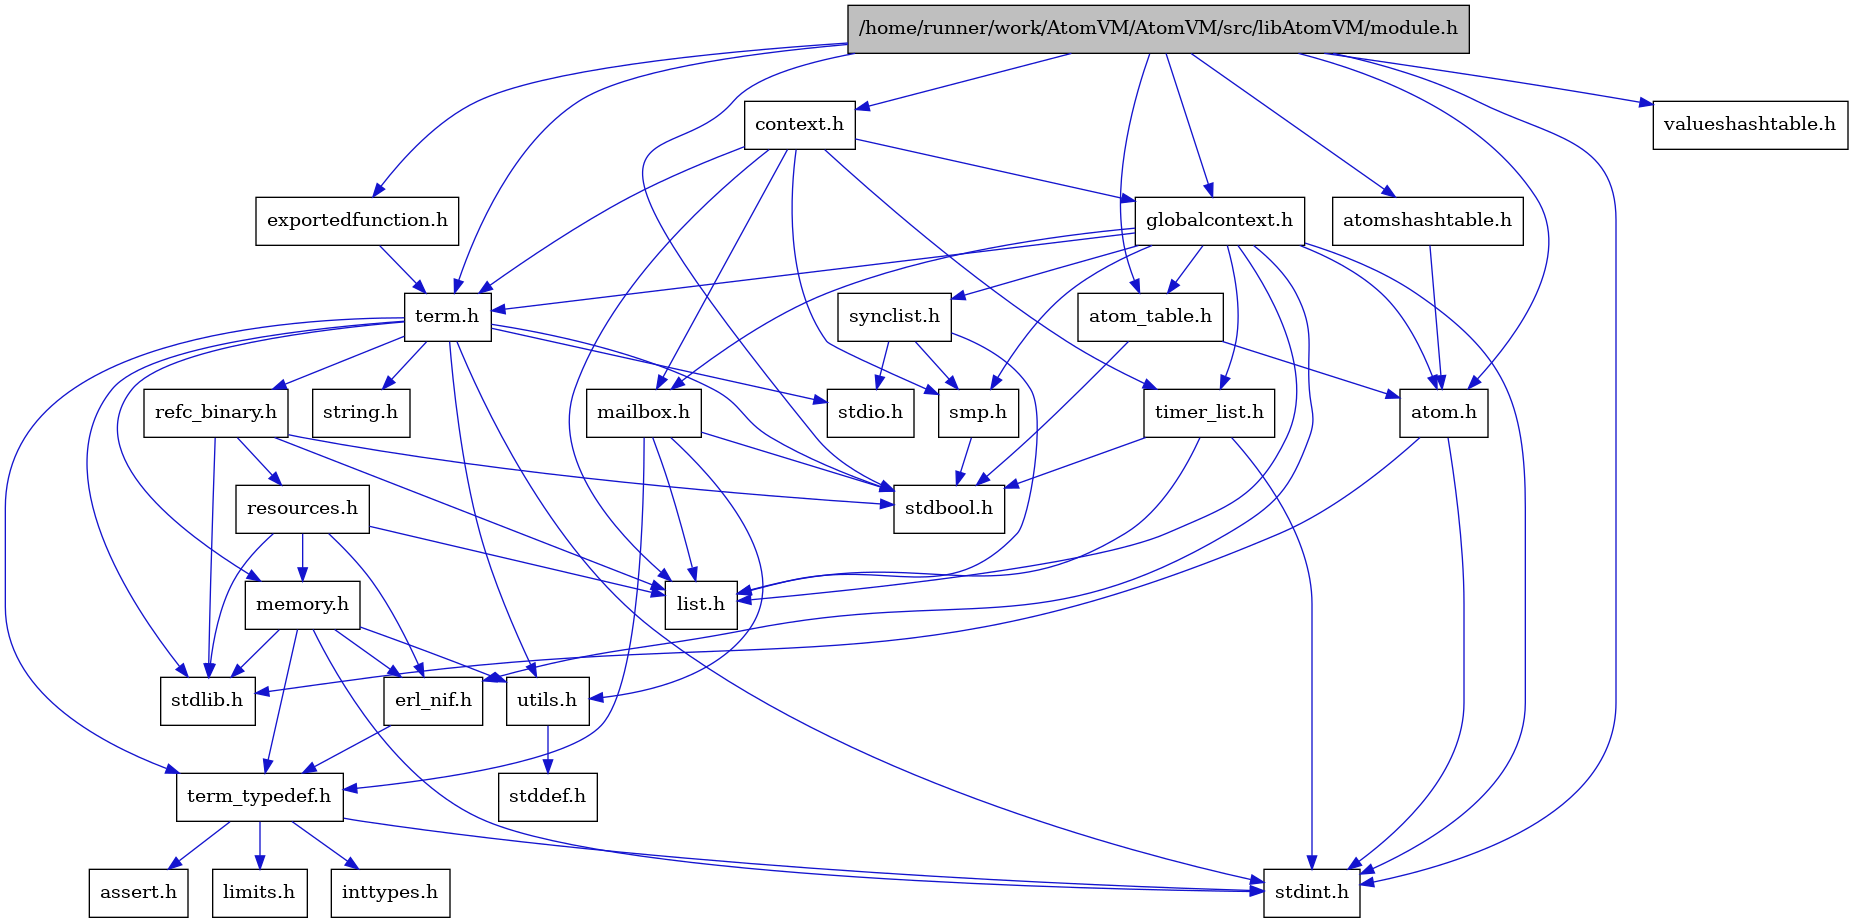 /home/runner/work/AtomVM/AtomVM/src/libAtomVM/module.h
context.h
valueshashtable.h
exportedfunction.h
globalcontext.h
atomshashtable.h
term.h
synclist.h
atom_table.h
refc_binary.h
string.h
mailbox.h
stdio.h
smp.h
timer_list.h
atom.h
resources.h
stdbool.h
memory.h
list.h
stdlib.h
erl_nif.h
utils.h
term_typedef.h
stddef.h
assert.h
limits.h
inttypes.h
stdint.h